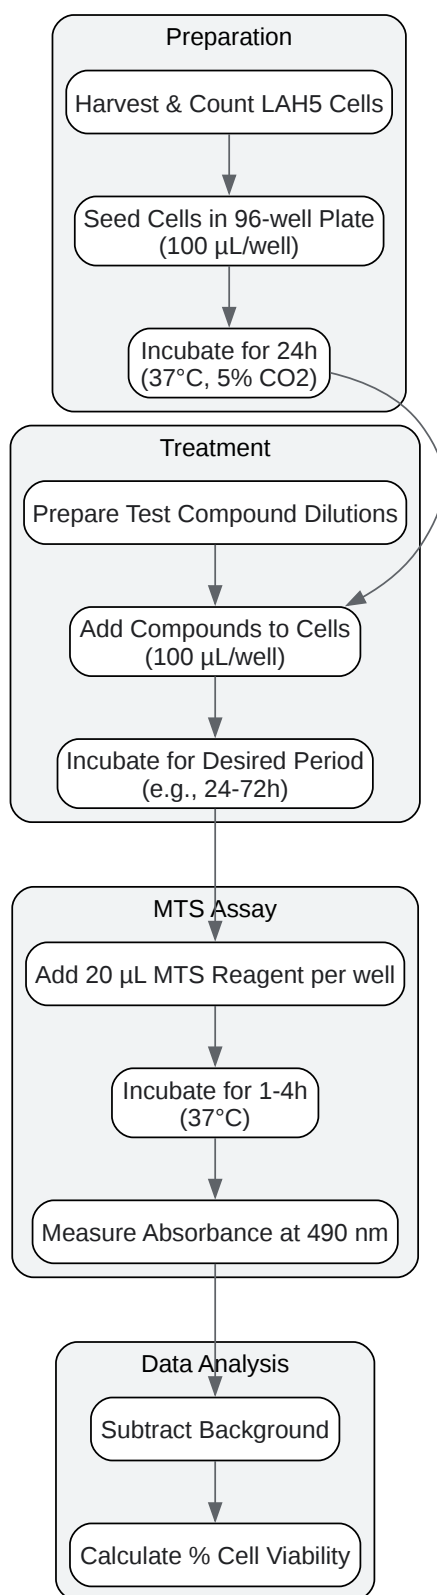 Preparation
Harvest & Count LAH5 Cells
Seed Cells in 96-well Plate
(100 µL/well)
Incubate for 24h
(37°C, 5% CO2)
Treatment
Prepare Test Compound Dilutions
Add Compounds to Cells
(100 µL/well)
Incubate for Desired Period
(e.g., 24-72h)
MTS Assay
Add 20 µL MTS Reagent per well
Incubate for 1-4h
(37°C)
Measure Absorbance at 490 nm
Data Analysis
Subtract Background
Calculate % Cell Viability